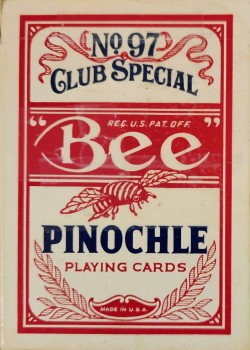 No 97
CLUB SPECIAL
REG. U.S. PAT. OFF.
"Bee"
PINOCHLE
PLAYING CARDS
MADE IN U.S.A.